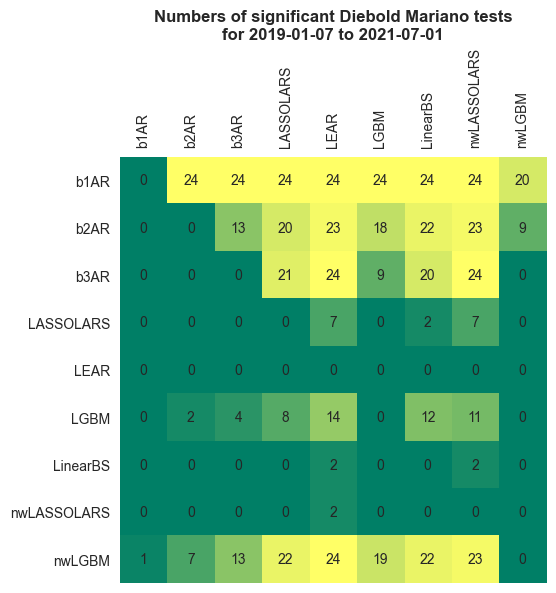 Numbers of significant Diebold Mariano tests
for 2019-01-07 to 2021-07-01
b1AR b2AR b3AR LASSOLARS LEAR LGBM LinearBS nwLASSOLARS nwLGBM
b1AR 0 24 24 24 24 24 24 24 20
b2AR 0 0 13 20 23 18 22 23 9
b3AR 0 0 0 21 24 9 20 24 0
LASSOLARS 0 0 0 0 7 0 2 7 0
LEAR 0 0 0 0 0 0 0 0 0
LGBM 0 2 4 8 14 0 12 11 0
LinearBS 0 0 0 0 2 0 0 2 0
nwLASSOLARS 0 0 0 0 2 0 0 0 0
nwLGBM 1 7 13 22 24 19 22 23 0